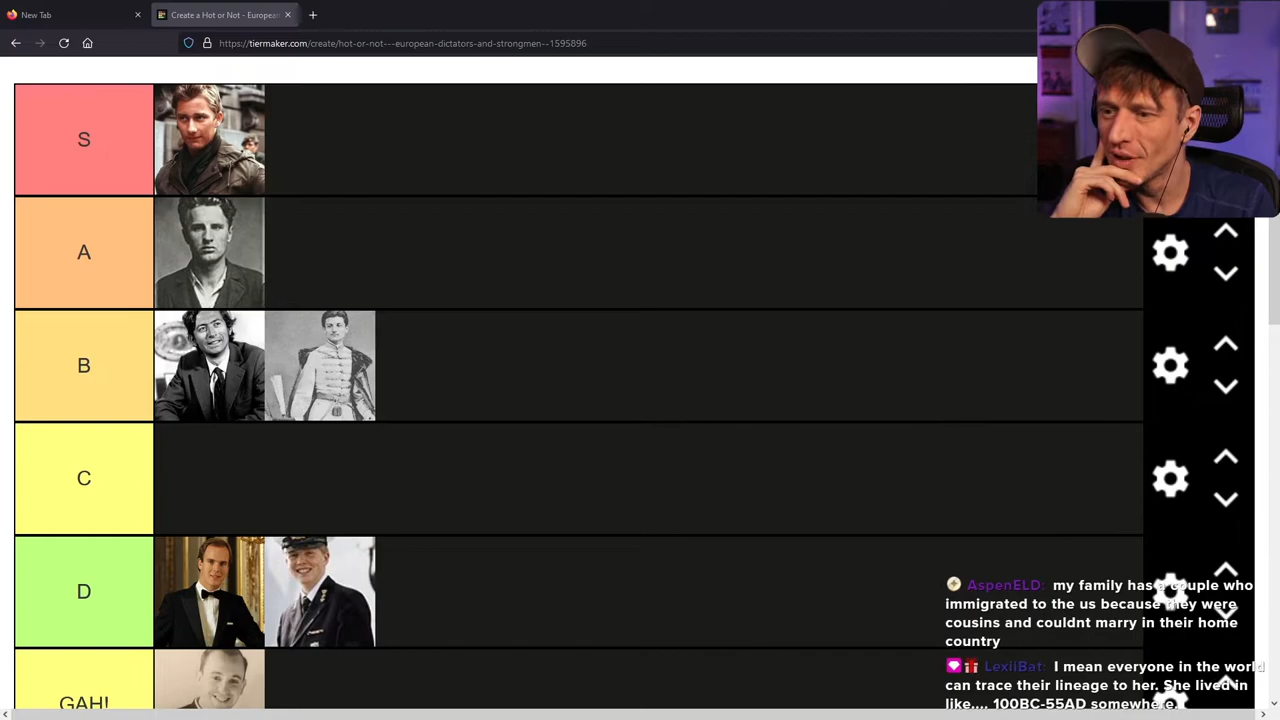 New Tab
Create a Hot or Not - European
https://tiermaker.com/create/hot-or-not---european-dictators-and-strongmen--1595896
S
A
B
C
D
GAH!
AspenELD: my family has a couple who
immigrated to the us because they were
cousins and couldnt marry in their home
country
LexiiBat: I mean everyone in the world
can trace their lineage to her. She lived in
like.... 100BC-55AD somewhere.